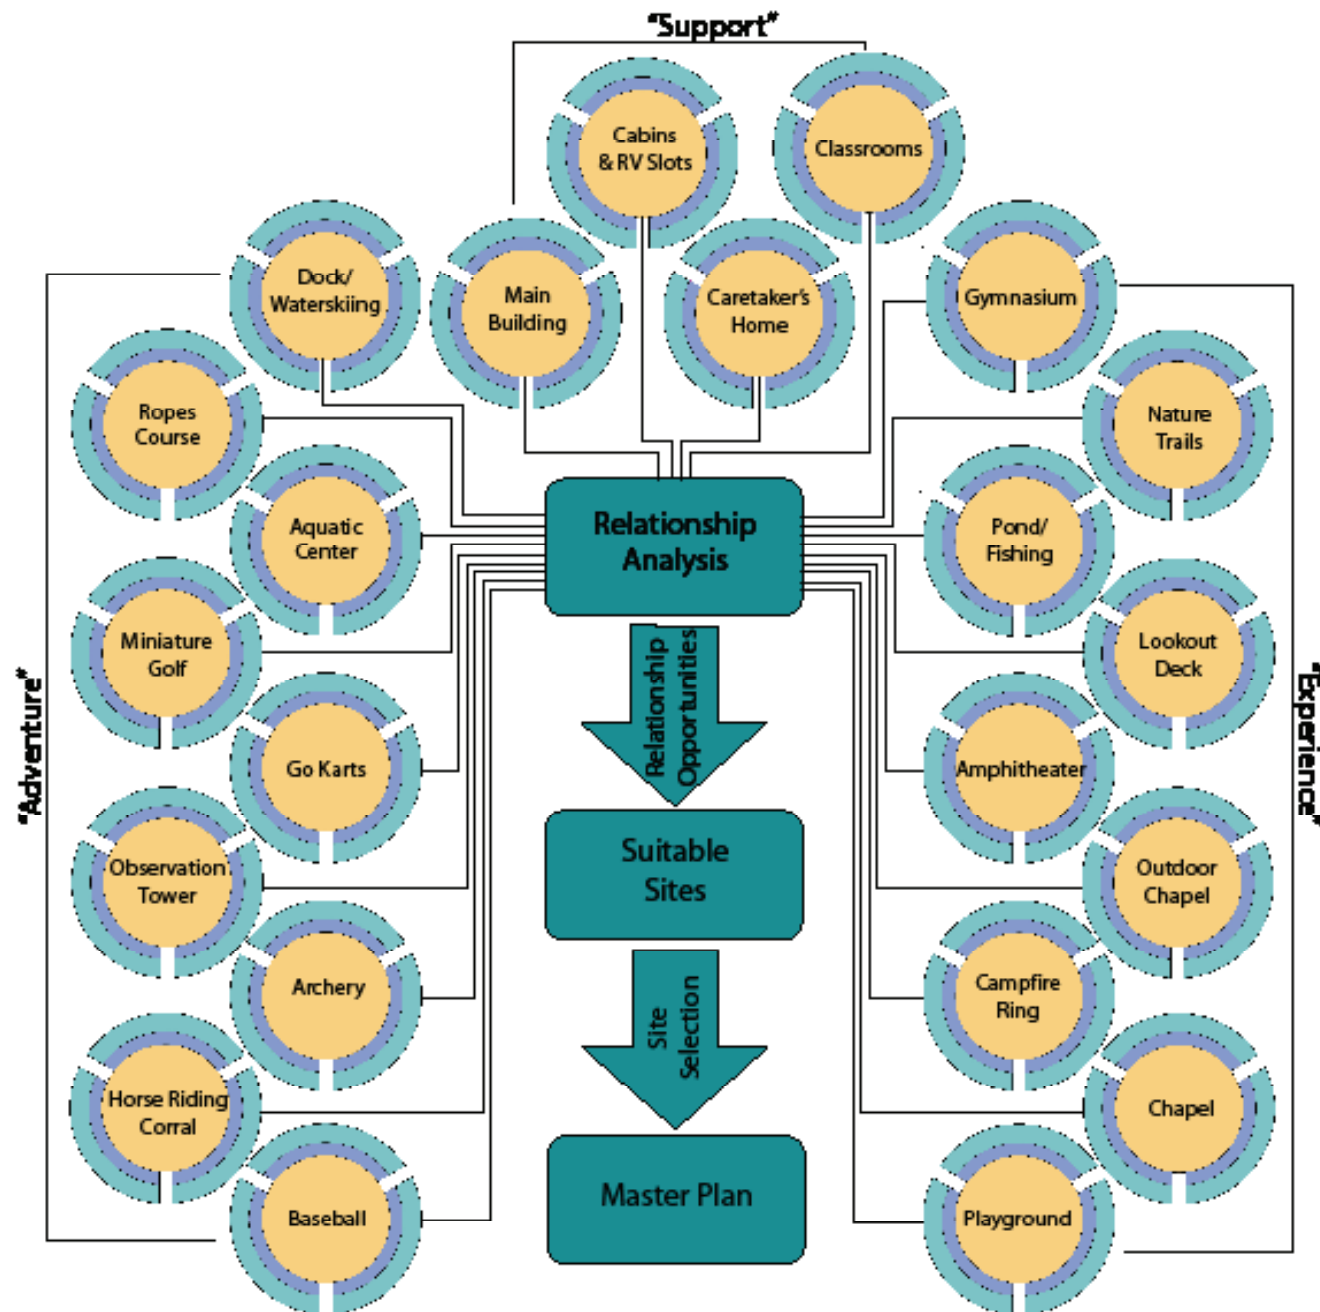 "Support"
Cabins
& RV Slots
Classrooms
Dock/
Waterskiing
Main
Building
Caretaker's
Home
Gymnasium
Ropes
Course
Nature
Trails
Aquatic
Center
Relationship
Analysis
Pond/
Fishing
Miniature
Golf
Lookout
Deck
"Adventure"
Relationship
Opportunities
"Experience"
Go Karts
Amphitheater
Observation
Tower
Suitable
Sites
Outdoor
Chapel
Archery
Campfire
Ring
Site
Selection
Horse Riding
Corral
Chapel
Master Plan
Baseball
Playground